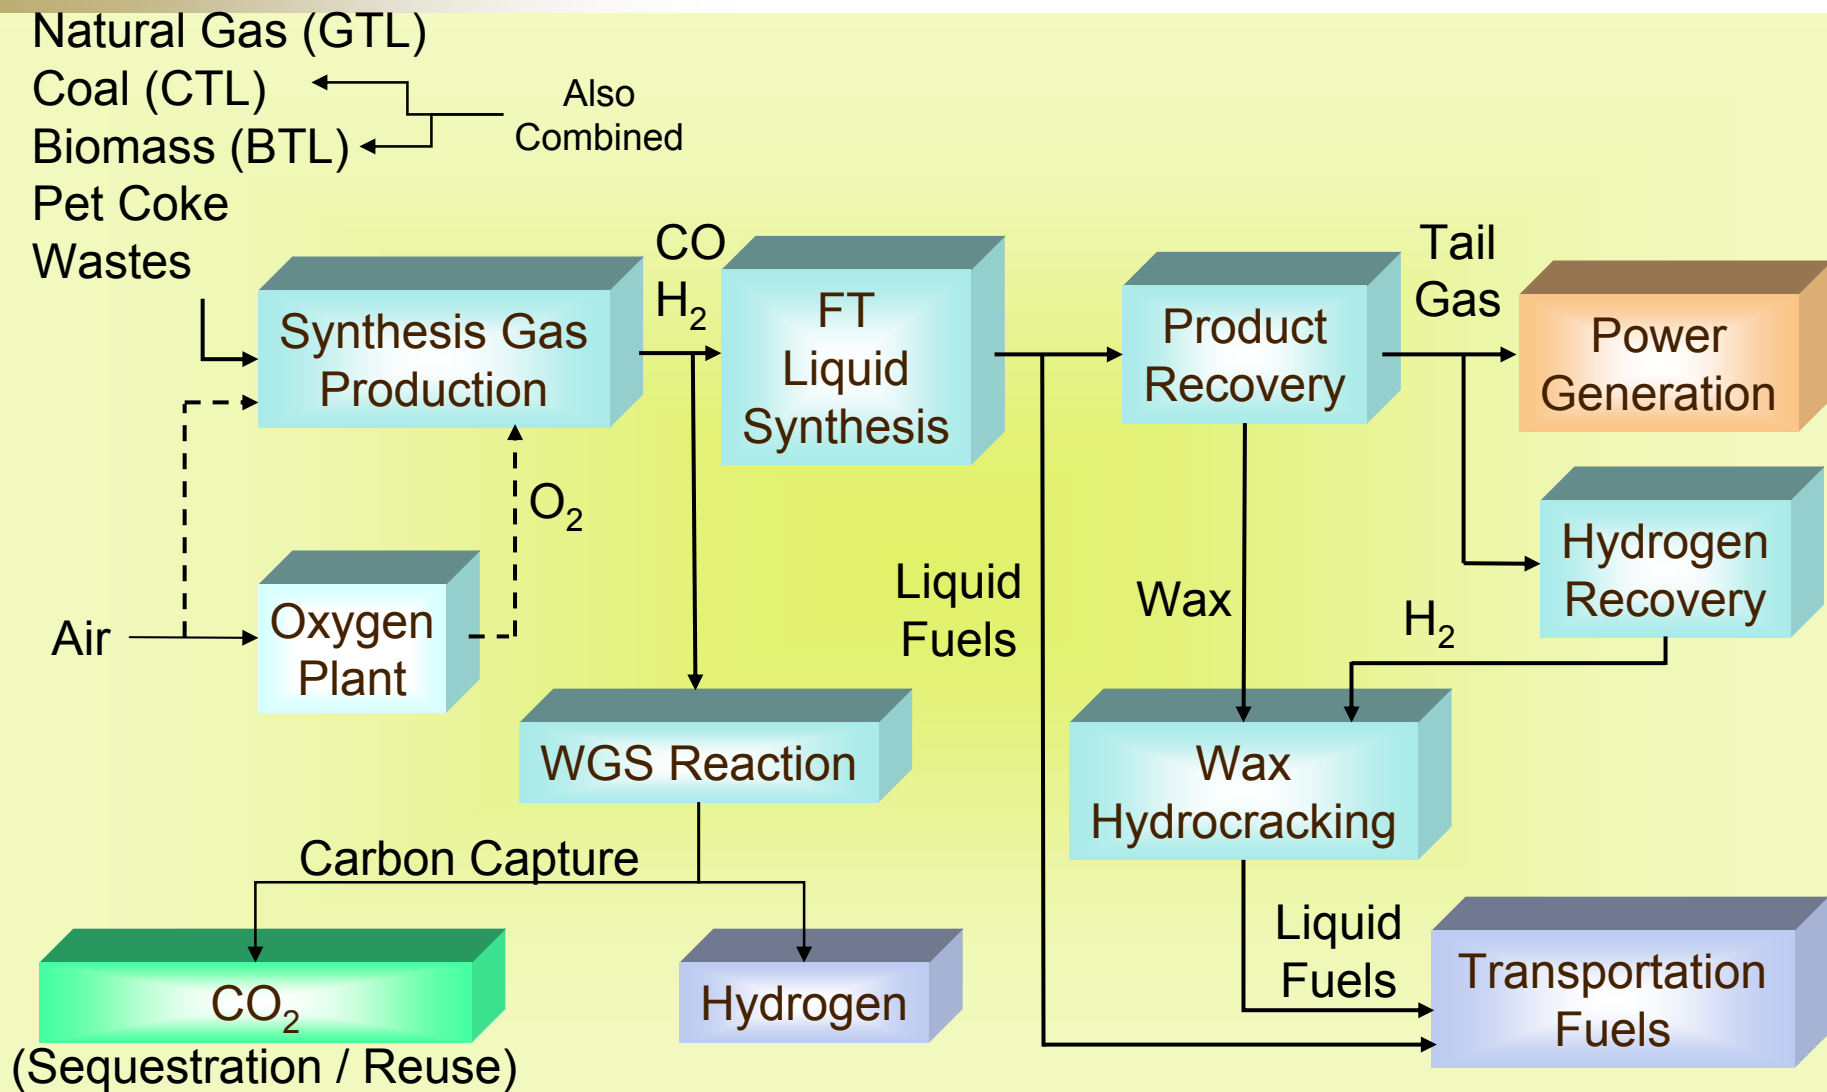 Natural Gas (GTL)
Coal (CTL)
Biomass (BTL)
Pet Coke
Wastes
Also
Combined
Synthesis Gas
Production
CO
H₂
FT
Liquid
Synthesis
Product
Recovery
Tail
Gas
Power
Generation
O₂
Air
Oxygen
Plant
Liquid
Fuels
Wax
H₂
Hydrogen
Recovery
WGS Reaction
Wax
Hydrocracking
Carbon Capture
CO₂
(Sequestration / Reuse)
Hydrogen
Liquid
Fuels
Transportation
Fuels